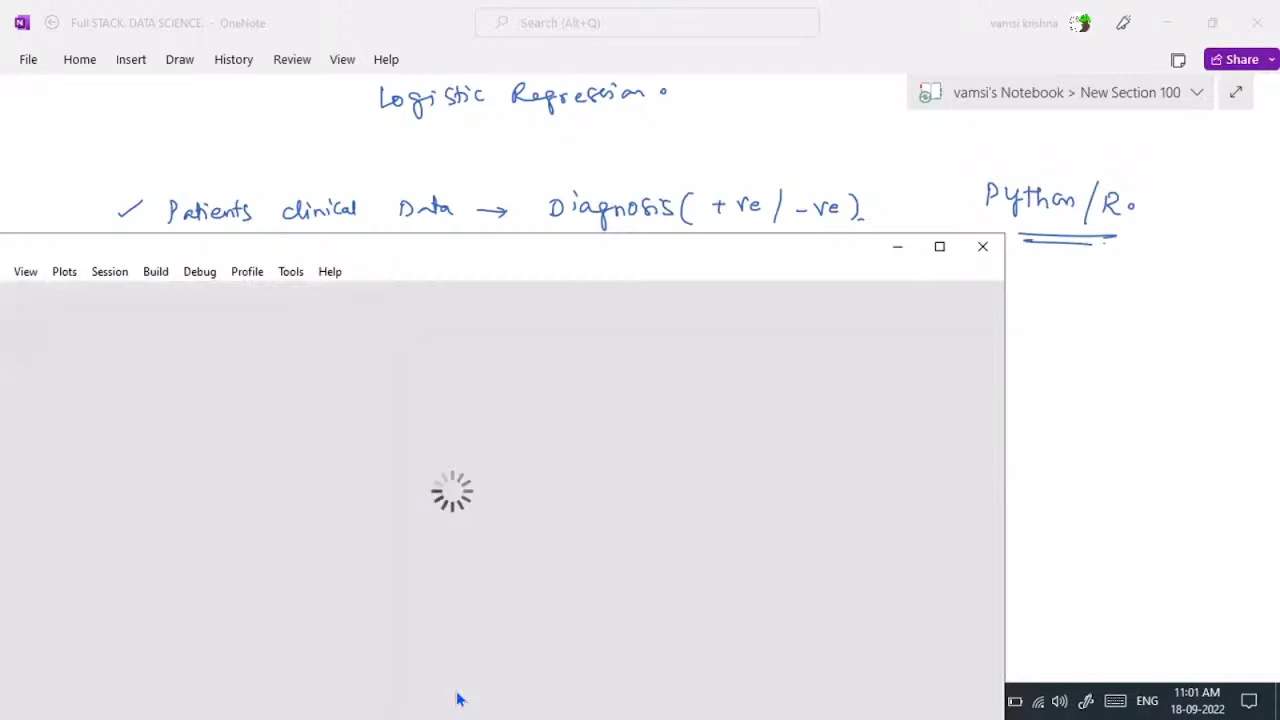 Full STACK. DATA SCIENCE. - OneNote
Search (Alt+Q)
vamsi krishna
File Home Insert Draw History Review View Help
Share
Logistic Regression.
vamsi's Notebook > New Section 100
✓ Patients clinical Data → Diagnosis( +ve / -ve ).
Python/R.
View Plots Session Build Debug Profile Tools Help
ENG
11:01 AM
18-09-2022